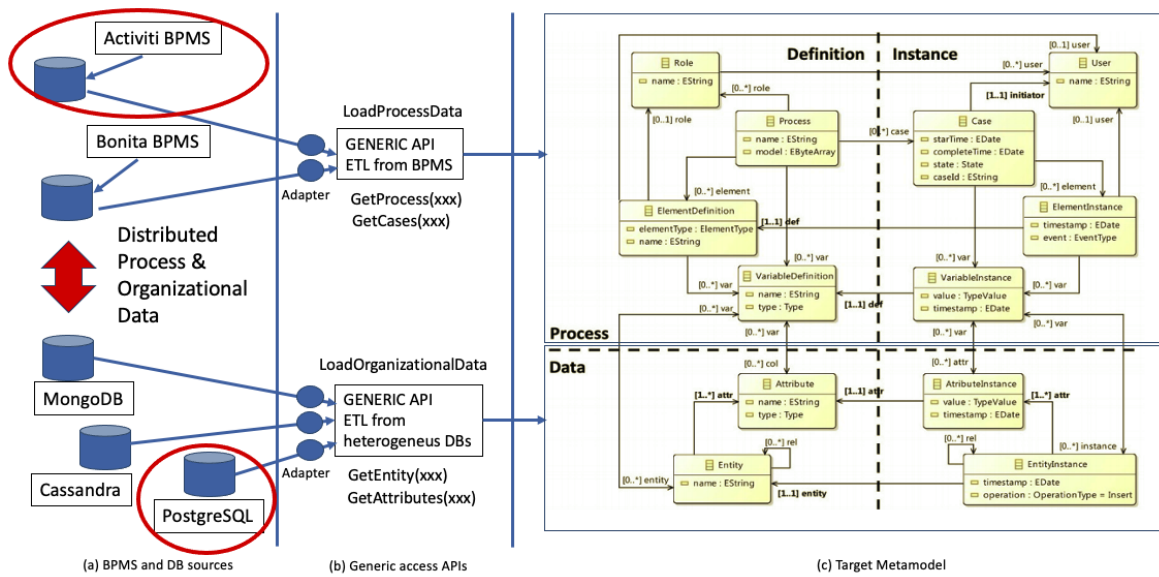 Activiti BPMS
Bonita BPMS
Distributed
Process &
Organizational
Data
MongoDB
Cassandra
PostgreSQL
(a) BPMS and DB sources
LoadProcessData
GENERIC API
ETL from BPMS
Adapter
GetProcess(xxx)
GetCases(xxx)
LoadOrganizationalData
GENERIC API
ETL from
heterogeneus DBs
Adapter
GetEntity(xxx)
GetAttributes(xxx)
(b) Generic access APIs
Definition
Instance
Role
name : EString
[0..1] user
[0..*] user
User
name : EString
[0..*] role
[1..1] initiator
[0..1] role
Process
name : EString
model : EByteArray
[0..*] case
Case
starTime : EDate
completeTime : EDate
state : State
caseId : EString
[0..1] user
[0..*] element
[0..*] element
ElementDefinition
elementType : ElementType
name : EString
[1..1] def
ElementInstance
timestamp : EDate
event : EventType
[0..*] var
[0..*] var
[0..*] var
[0..*] var
VariableDefinition
name : EString
type : Type
[1..1] def
VariableInstance
value : TypeValue
timestamp : EDate
[0..*] var
[0..*] var
[0..*] var
[0..*] var
Process
Data
[0..*] col
[0..*] attr
Attribute
name : EString
type : Type
[1..*] attr
[1..1] attr
AtributeInstance
value : TypeValue
timestamp : EDate
[1..*] attr
[0..*] rel
[0..*] rel
[0..*] instance
[0..*] entity
Entity
name : EString
[1..1] entity
EntityInstance
timestamp : EDate
operation : OperationType = Insert
(c) Target Metamodel